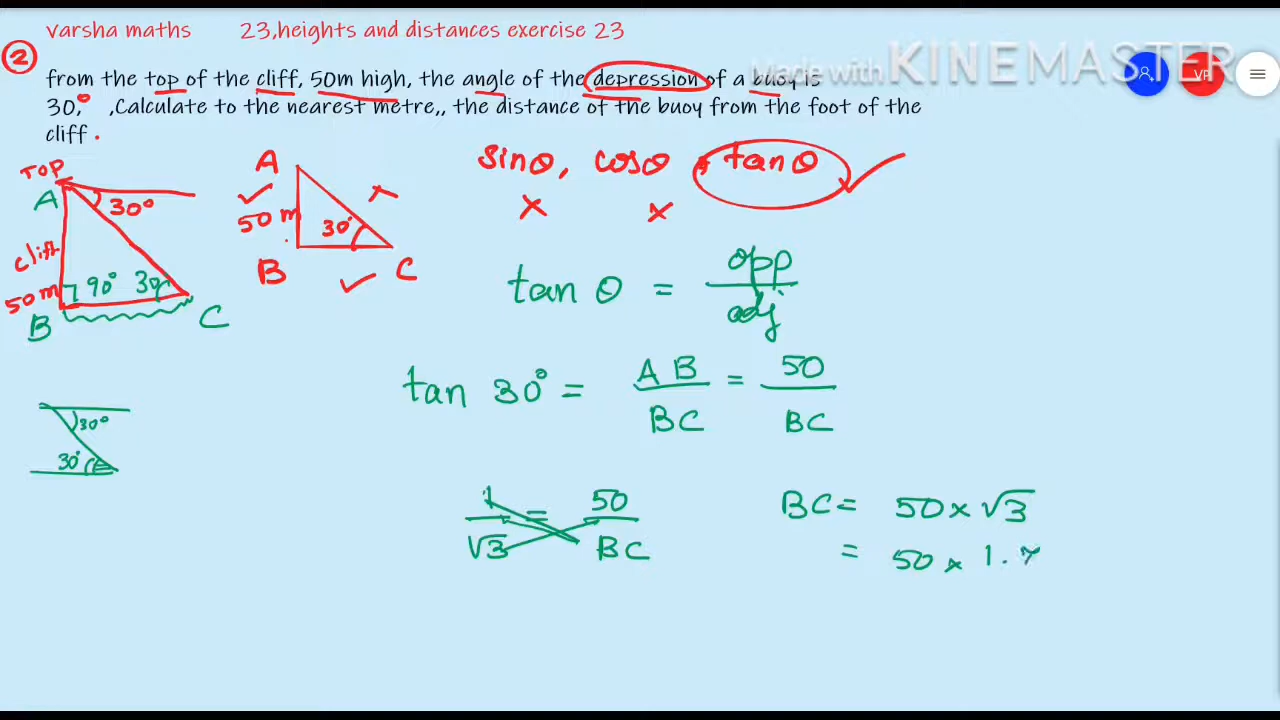 varsha maths 23,heights and distances exercise 23
Made with KINEMASTER
2
from the top of the cliff, 50m high, the angle of the depression of a buoy is
30,° ,Calculate to the nearest metre,, the distance of the buoy from the foot of the
cliff .
VP
TOP
A
30°
cliff
50 m
90° 30°
B
C
A
50 m
30°
B
C
sinθ, cosθ, tanθ
× ×
tan θ = opp/adj
tan 30° = AB/BC = 50/BC
30°
30°
1/√3 = 50/BC
BC = 50 × √3
= 50 × 1.7